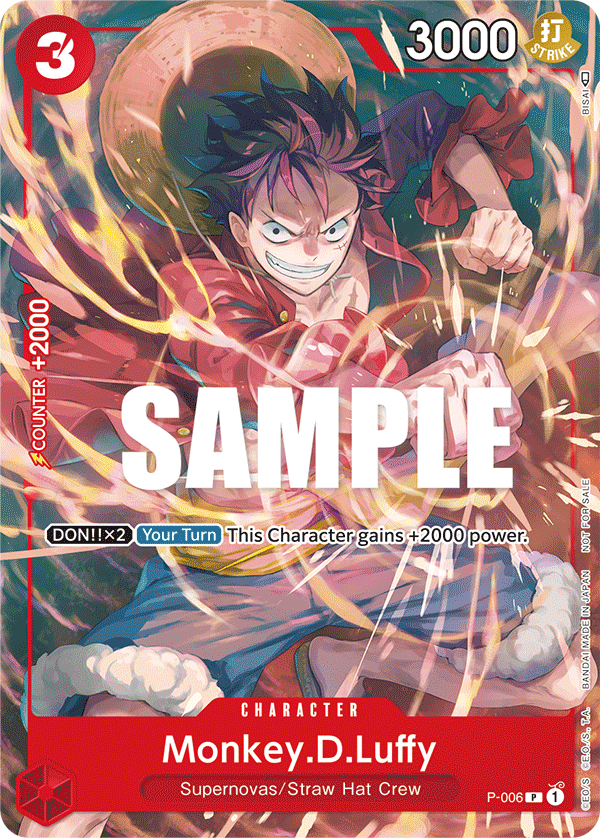 3
3000
打
STRIKE
BISAI
COUNTER +2000
SAMPLE
DON!!×2 Your Turn This Character gains +2000 power.
CHARACTER
Monkey.D.Luffy
Supernovas/Straw Hat Crew
P-006 P 1
©E.O/S ©E.O./S., T.A. BANDAI MADE IN JAPAN NOT FOR SALE